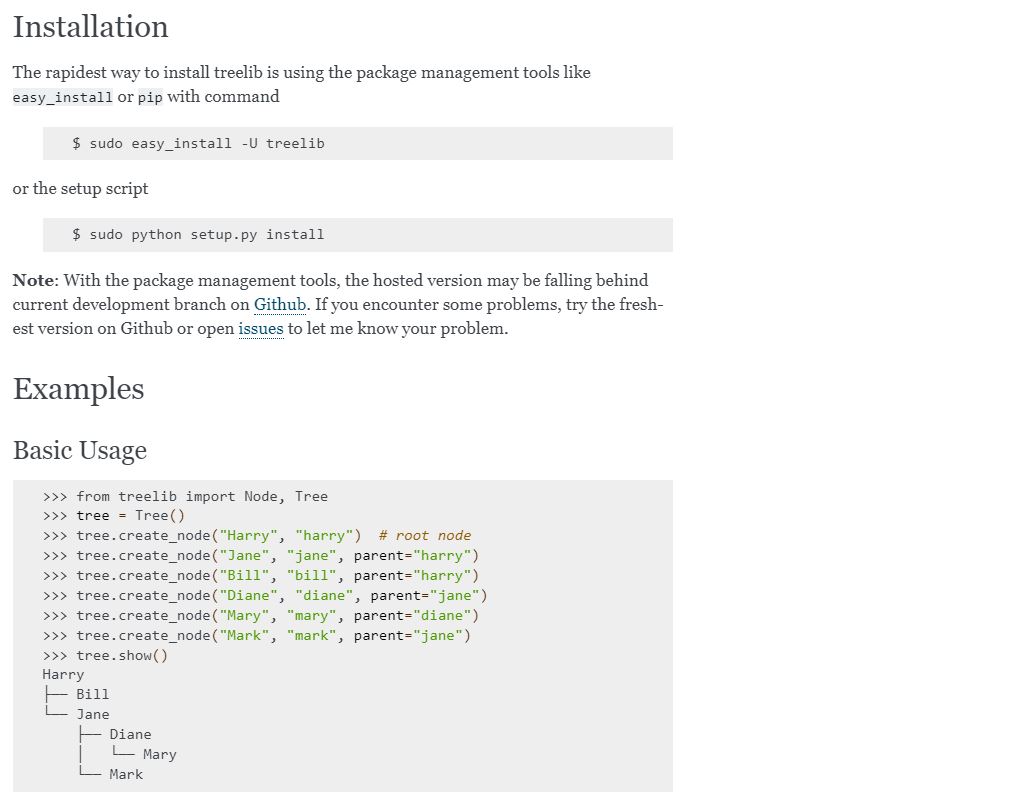 Installation
The rapidest way to install treelib is using the package management tools like
easy_install or pip with command
$ sudo easy_install -U treelib
or the setup script
$ sudo python setup.py install
Note: With the package management tools, the hosted version may be falling behind
current development branch on Github. If you encounter some problems, try the fresh-
est version on Github or open issues to let me know your problem.
Examples
Basic Usage
>>> from treelib import Node, Tree
>>> tree = Tree()
>>> tree.create_node("Harry", "harry")  # root node
>>> tree.create_node("Jane", "jane", parent="harry")
>>> tree.create_node("Bill", "bill", parent="harry")
>>> tree.create_node("Diane", "diane", parent="jane")
>>> tree.create_node("Mary", "mary", parent="diane")
>>> tree.create_node("Mark", "mark", parent="jane")
>>> tree.show()
Harry
├── Bill
└── Jane
    ├── Diane
    │   └── Mary
    └── Mark